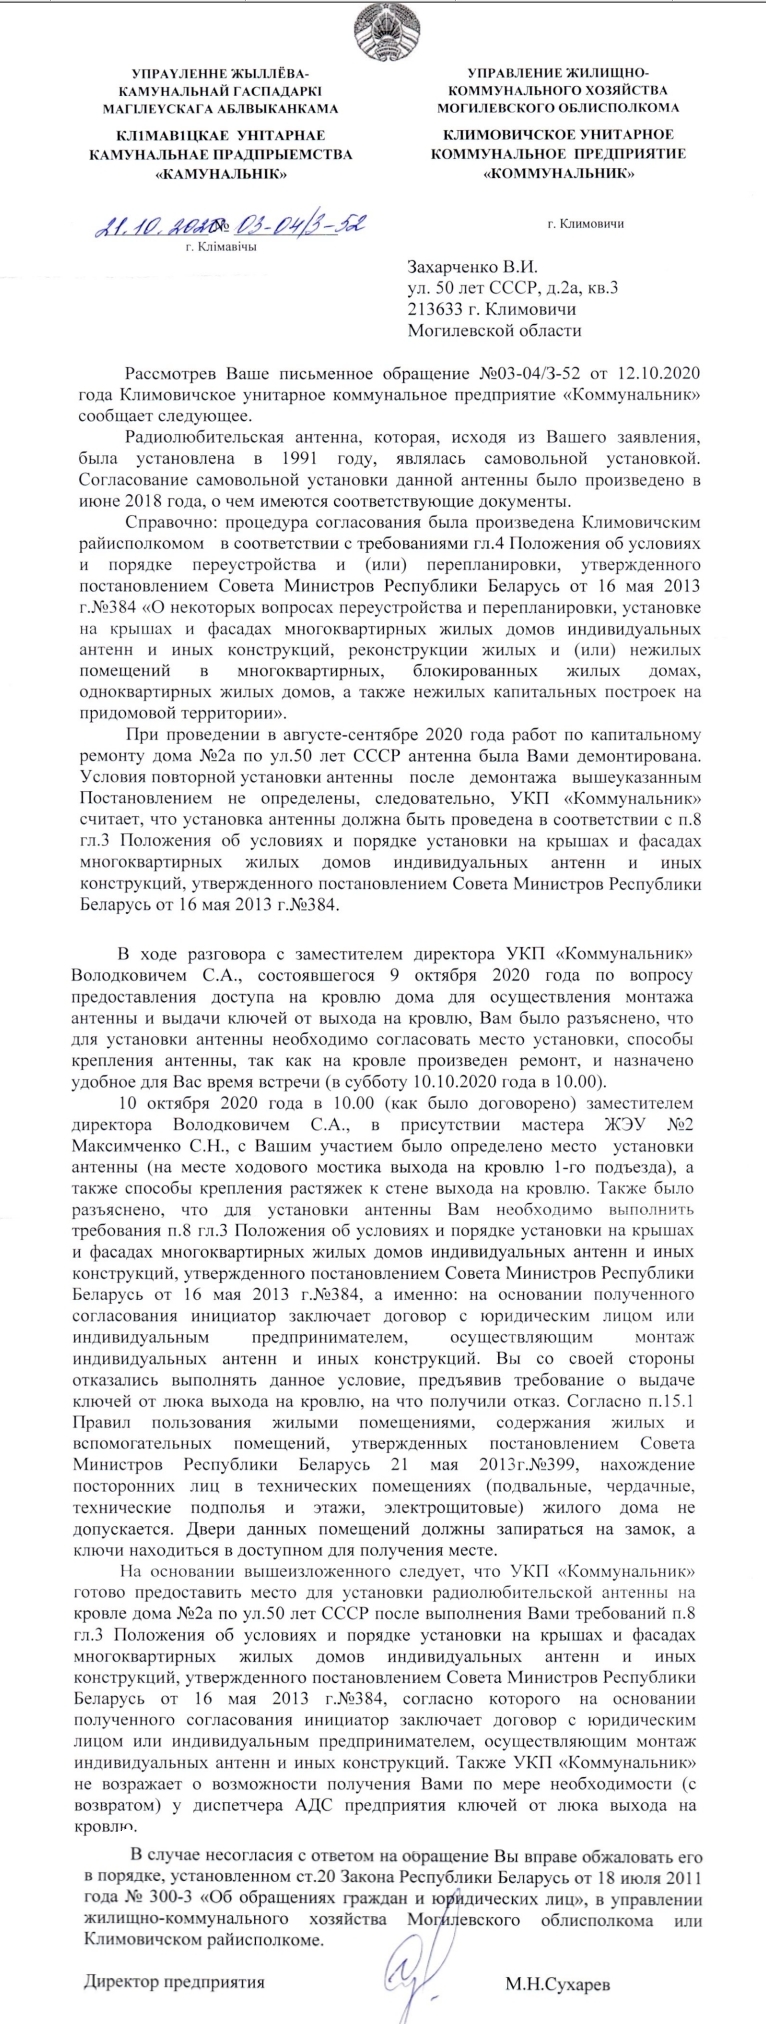 УПРАЎЛЕННЕ ЖЫЛЛЁВА-
КАМУНАЛЬНАЙ ГАСПАДАРКІ
МАГІЛЕЎСКАГА АБЛВЫКАНКАМА
КЛІМАВІЦКАЕ УНІТАРНАЕ
КАМУНАЛЬНАЕ ПРАДПРЫЕМСТВА
«КАМУНАЛЬНІК»
УПРАВЛЕНИЕ ЖИЛИЩНО-
КОММУНАЛЬНОГО ХОЗЯЙСТВА
МОГИЛЕВСКОГО ОБЛИСПОЛКОМА
КЛИМОВИЧСКОЕ УНИТАРНОЕ
КОММУНАЛЬНОЕ ПРЕДПРИЯТИЕ
«КОММУНАЛЬНИК»
21.10.2020 № 03-04/З-52
г. Клімавічы
г. Климовичи
Захарченко В.И.
ул. 50 лет СССР, д.2а, кв.3
213633 г. Климовичи
Могилевской области
Рассмотрев Ваше письменное обращение №03-04/З-52 от 12.10.2020
года Климовичское унитарное коммунальное предприятие «Коммунальник»
сообщает следующее.
Радиолюбительская антенна, которая, исходя из Вашего заявления,
была установлена в 1991 году, являлась самовольной установкой.
Согласование самовольной установки данной антенны было произведено в
июне 2018 года, о чем имеются соответствующие документы.
Справочно: процедура согласования была произведена Климовичским
райисполкомом в соответствии с требованиями гл.4 Положения об условиях
и порядке переустройства и (или) перепланировки, утвержденного
постановлением Совета Министров Республики Беларусь от 16 мая 2013
г.№384 «О некоторых вопросах переустройства и перепланировки, установке
на крышах и фасадах многоквартирных жилых домов индивидуальных
антенн и иных конструкций, реконструкции жилых и (или) нежилых
помещений в многоквартирных, блокированных жилых домах,
одноквартирных жилых домов, а также нежилых капитальных построек на
придомовой территории».
При проведении в августе-сентябре 2020 года работ по капитальному
ремонту дома №2а по ул.50 лет СССР антенна была Вами демонтирована.
Условия повторной установки антенны после демонтажа вышеуказанным
Постановлением не определены, следовательно, УКП «Коммунальник»
считает, что установка антенны должна быть проведена в соответствии с п.8
гл.3 Положения об условиях и порядке установки на крышах и фасадах
многоквартирных жилых домов индивидуальных антенн и иных
конструкций, утвержденного постановлением Совета Министров Республики
Беларусь от 16 мая 2013 г.№384.
В ходе разговора с заместителем директора УКП «Коммунальник»
Володковичем С.А., состоявшегося 9 октября 2020 года по вопросу
предоставления доступа на кровлю дома для осуществления монтажа
антенны и выдачи ключей от выхода на кровлю, Вам было разъяснено, что
для установки антенны необходимо согласовать место установки, способы
крепления антенны, так как на кровле произведен ремонт, и назначено
удобное для Вас время встречи (в субботу 10.10.2020 года в 10.00).
10 октября 2020 года в 10.00 (как было договорено) заместителем
директора Володковичем С.А., в присутствии мастера ЖЭУ №2
Максимченко С.Н., с Вашим участием было определено место установки
антенны (на месте ходового мостика выхода на кровлю 1-го подъезда), а
также способы крепления растяжек к стене выхода на кровлю. Также было
разъяснено, что для установки антенны Вам необходимо выполнить
требования п.8 гл.3 Положения об условиях и порядке установки на крышах
и фасадах многоквартирных жилых домов индивидуальных антенн и иных
конструкций, утвержденного постановлением Совета Министров Республики
Беларусь от 16 мая 2013 г.№384, а именно: на основании полученного
согласования инициатор заключает договор с юридическим лицом или
индивидуальным предпринимателем, осуществляющим монтаж
индивидуальных антенн и иных конструкций. Вы со своей стороны
отказались выполнять данное условие, предъявив требование о выдаче
ключей от люка выхода на кровлю, на что получили отказ. Согласно п.15.1
Правил пользования жилыми помещениями, содержания жилых и
вспомогательных помещений, утвержденных постановлением Совета
Министров Республики Беларусь 21 мая 2013г.№399, нахождение
посторонних лиц в технических помещениях (подвальные, чердачные,
технические подполья и этажи, электрощитовые) жилого дома не
допускается. Двери данных помещений должны запираться на замок, а
ключи находиться в доступном для получения месте.
На основании вышеизложенного следует, что УКП «Коммунальник»
готово предоставить место для установки радиолюбительской антенны на
кровле дома №2а по ул.50 лет СССР после выполнения Вами требований п.8
гл.3 Положения об условиях и порядке установки на крышах и фасадах
многоквартирных жилых домов индивидуальных антенн и иных
конструкций, утвержденного постановлением Совета Министров Республики
Беларусь от 16 мая 2013 г.№384, согласно которого на основании
полученного согласования инициатор заключает договор с юридическим
лицом или индивидуальным предпринимателем, осуществляющим монтаж
индивидуальных антенн и иных конструкций. Также УКП «Коммунальник»
не возражает о возможности получения Вами по мере необходимости (с
возвратом) у диспетчера АДС предприятия ключей от люка выхода на
кровлю.
В случае несогласия с ответом на обращение Вы вправе обжаловать его
в порядке, установленном ст.20 Закона Республики Беларусь от 18 июля 2011
года № 300-З «Об обращениях граждан и юридических лиц», в управлении
жилищно-коммунального хозяйства Могилевского облисполкома или
Климовичском райисполкоме.
Директор предприятия М.Н.Сухарев